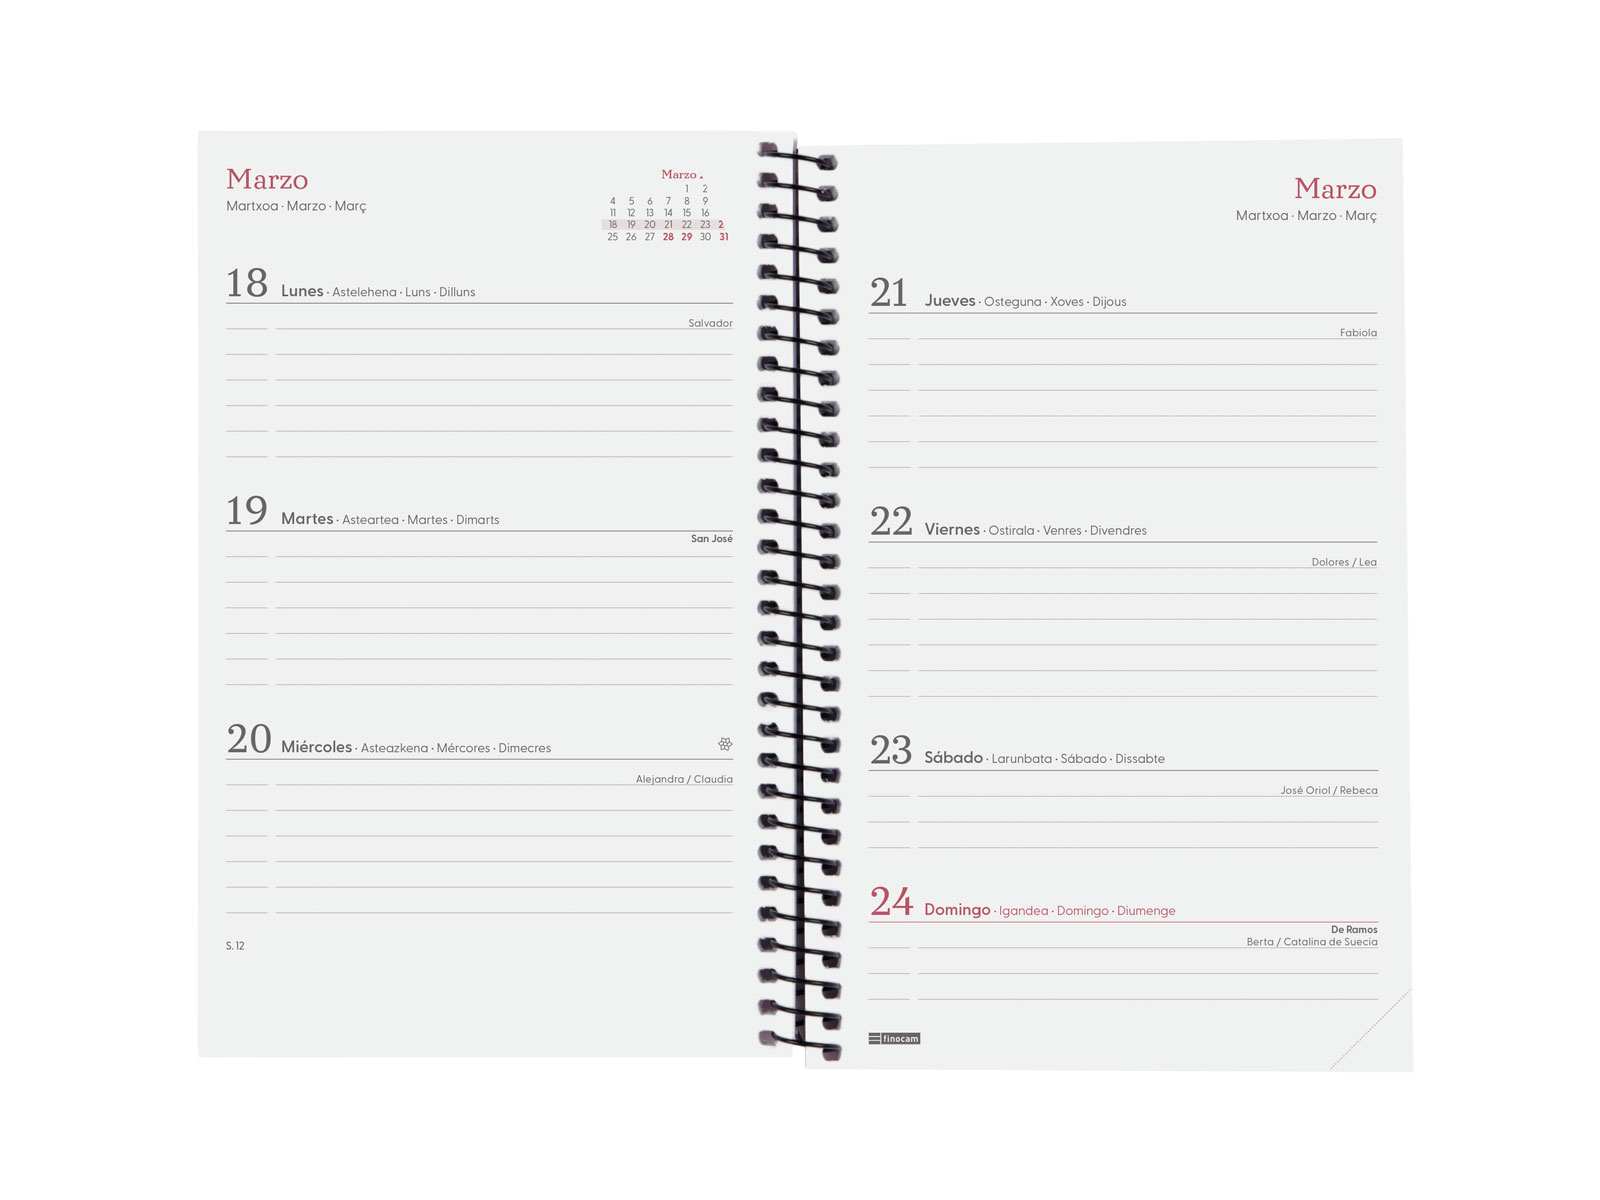 Marzo
Martxoa · Marzo · Març
Marzo .
1 2
4 5 6 7 8 9
11 12 13 14 15 16
18 19 20 21 22 23 2
25 26 27 28 29 30 31
18 Lunes · Astelehena · Luns · Dilluns
Salvador
19 Martes · Asteartea · Martes · Dimarts
San José
20 Miércoles · Asteazkena · Mércores · Dimecres
Alejandra / Claudia
S. 12
Marzo
Martxoa · Marzo · Març
21 Jueves · Osteguna · Xoves · Dijous
Fabiola
22 Viernes · Ostirala · Venres · Divendres
Dolores / Lea
23 Sábado · Larunbata · Sábado · Dissabte
José Oriol / Rebeca
24 Domingo · Igandea · Domingo · Diumenge
De Ramos
Berta / Catalina de Suecia
finocam